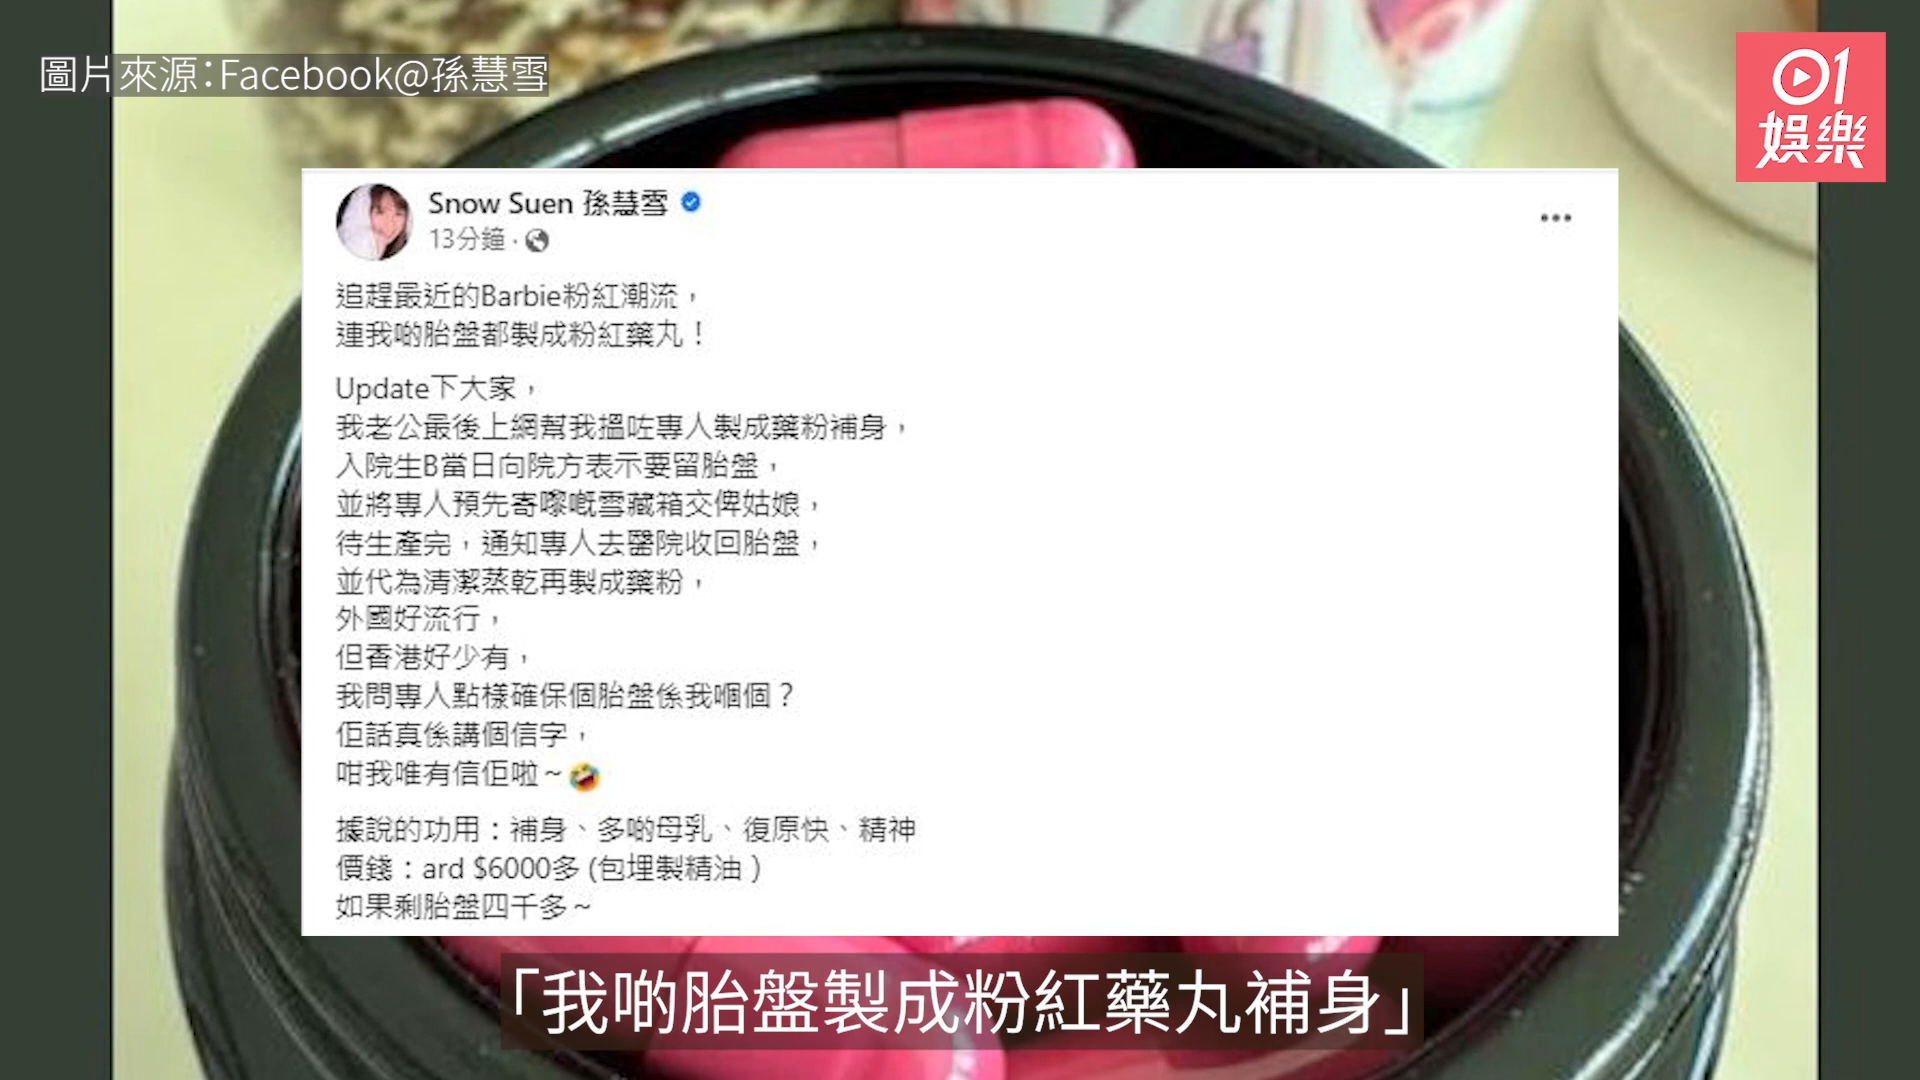 圖片來源：Facebook@孫慧雪
01
娛樂
Snow Suen 孫慧雪
13分鐘 ·
追趕最近的Barbie粉紅潮流，
連我啲胎盤都製成粉紅藥丸！
Update下大家，
我老公最後上網幫我搵咗專人製成藥粉補身，
入院生B當日向院方表示要留胎盤，
並將專人預先寄嚟嘅雪藏箱交俾姑娘，
待生產完，通知專人去醫院收回胎盤，
並代為清潔蒸乾再製成藥粉，
外國好流行，
但香港好少有，
我問專人點樣確保個胎盤係我嗰個？
佢話真係講個信字，
咁我唯有信佢啦～🤣
據說的功用：補身、多啲母乳、復原快、精神
價錢：ard $6000多 (包埋製精油 )
如果剩胎盤四千多～
「我啲胎盤製成粉紅藥丸補身」